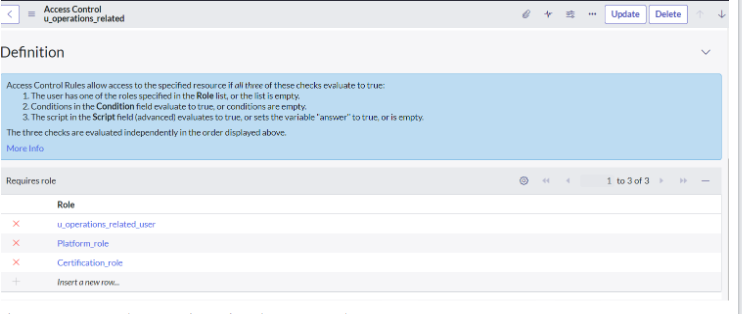 Access Control
u_operations_related
Update Delete
Definition
Access Control Rules allow access to the specified resource if all three of these checks evaluate to true:
1. The user has one of the roles specified in the Role list, or the list is empty.
2. Conditions in the Condition field evaluate to true, or conditions are empty.
3. The script in the Script field (advanced) evaluates to true, or sets the variable "answer" to true, or is empty.
The three checks are evaluated independently in the order displayed above.
More Info
Requires role 1 to 3 of 3
Role
u_operations_related_user
Platform_role
Certification_role
Insert a new row...